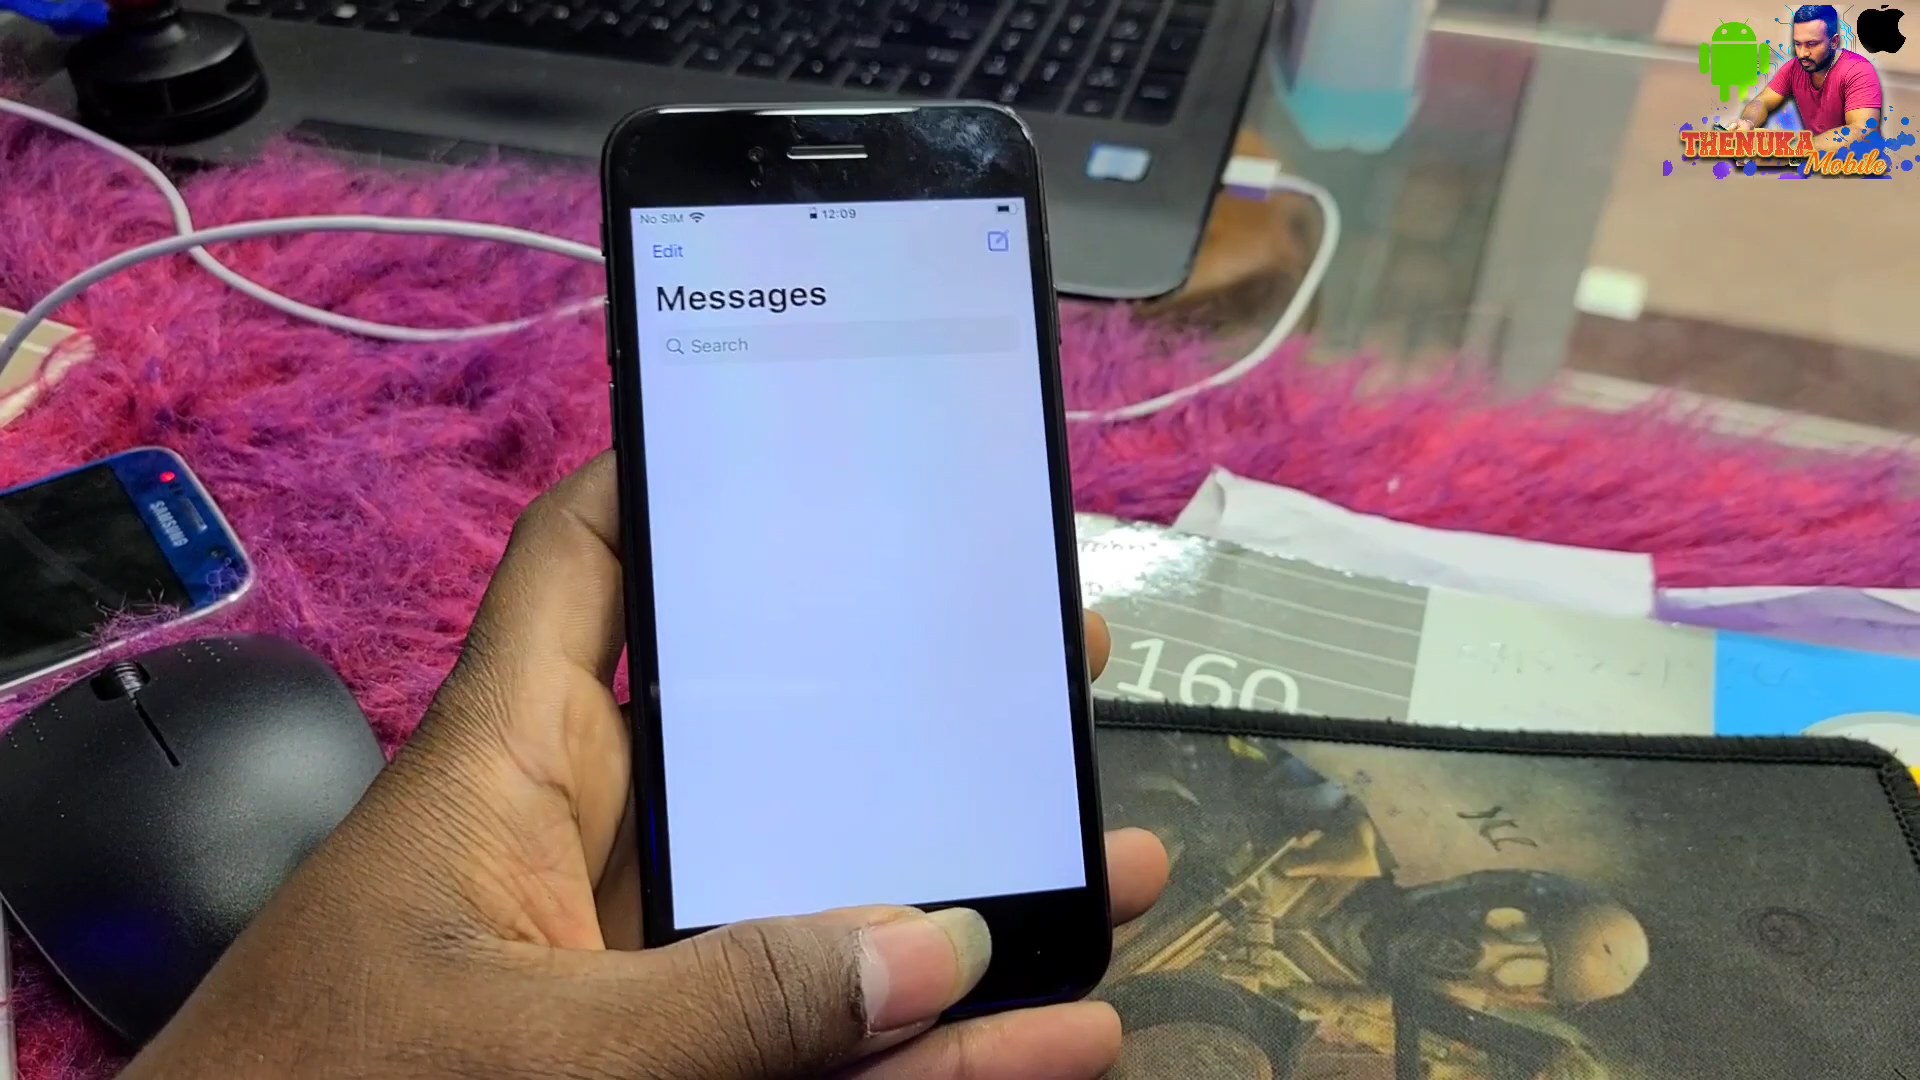 THENUKA
Mobile
No SIM 12:09
Edit
Messages
Search
SAMSUNG
160